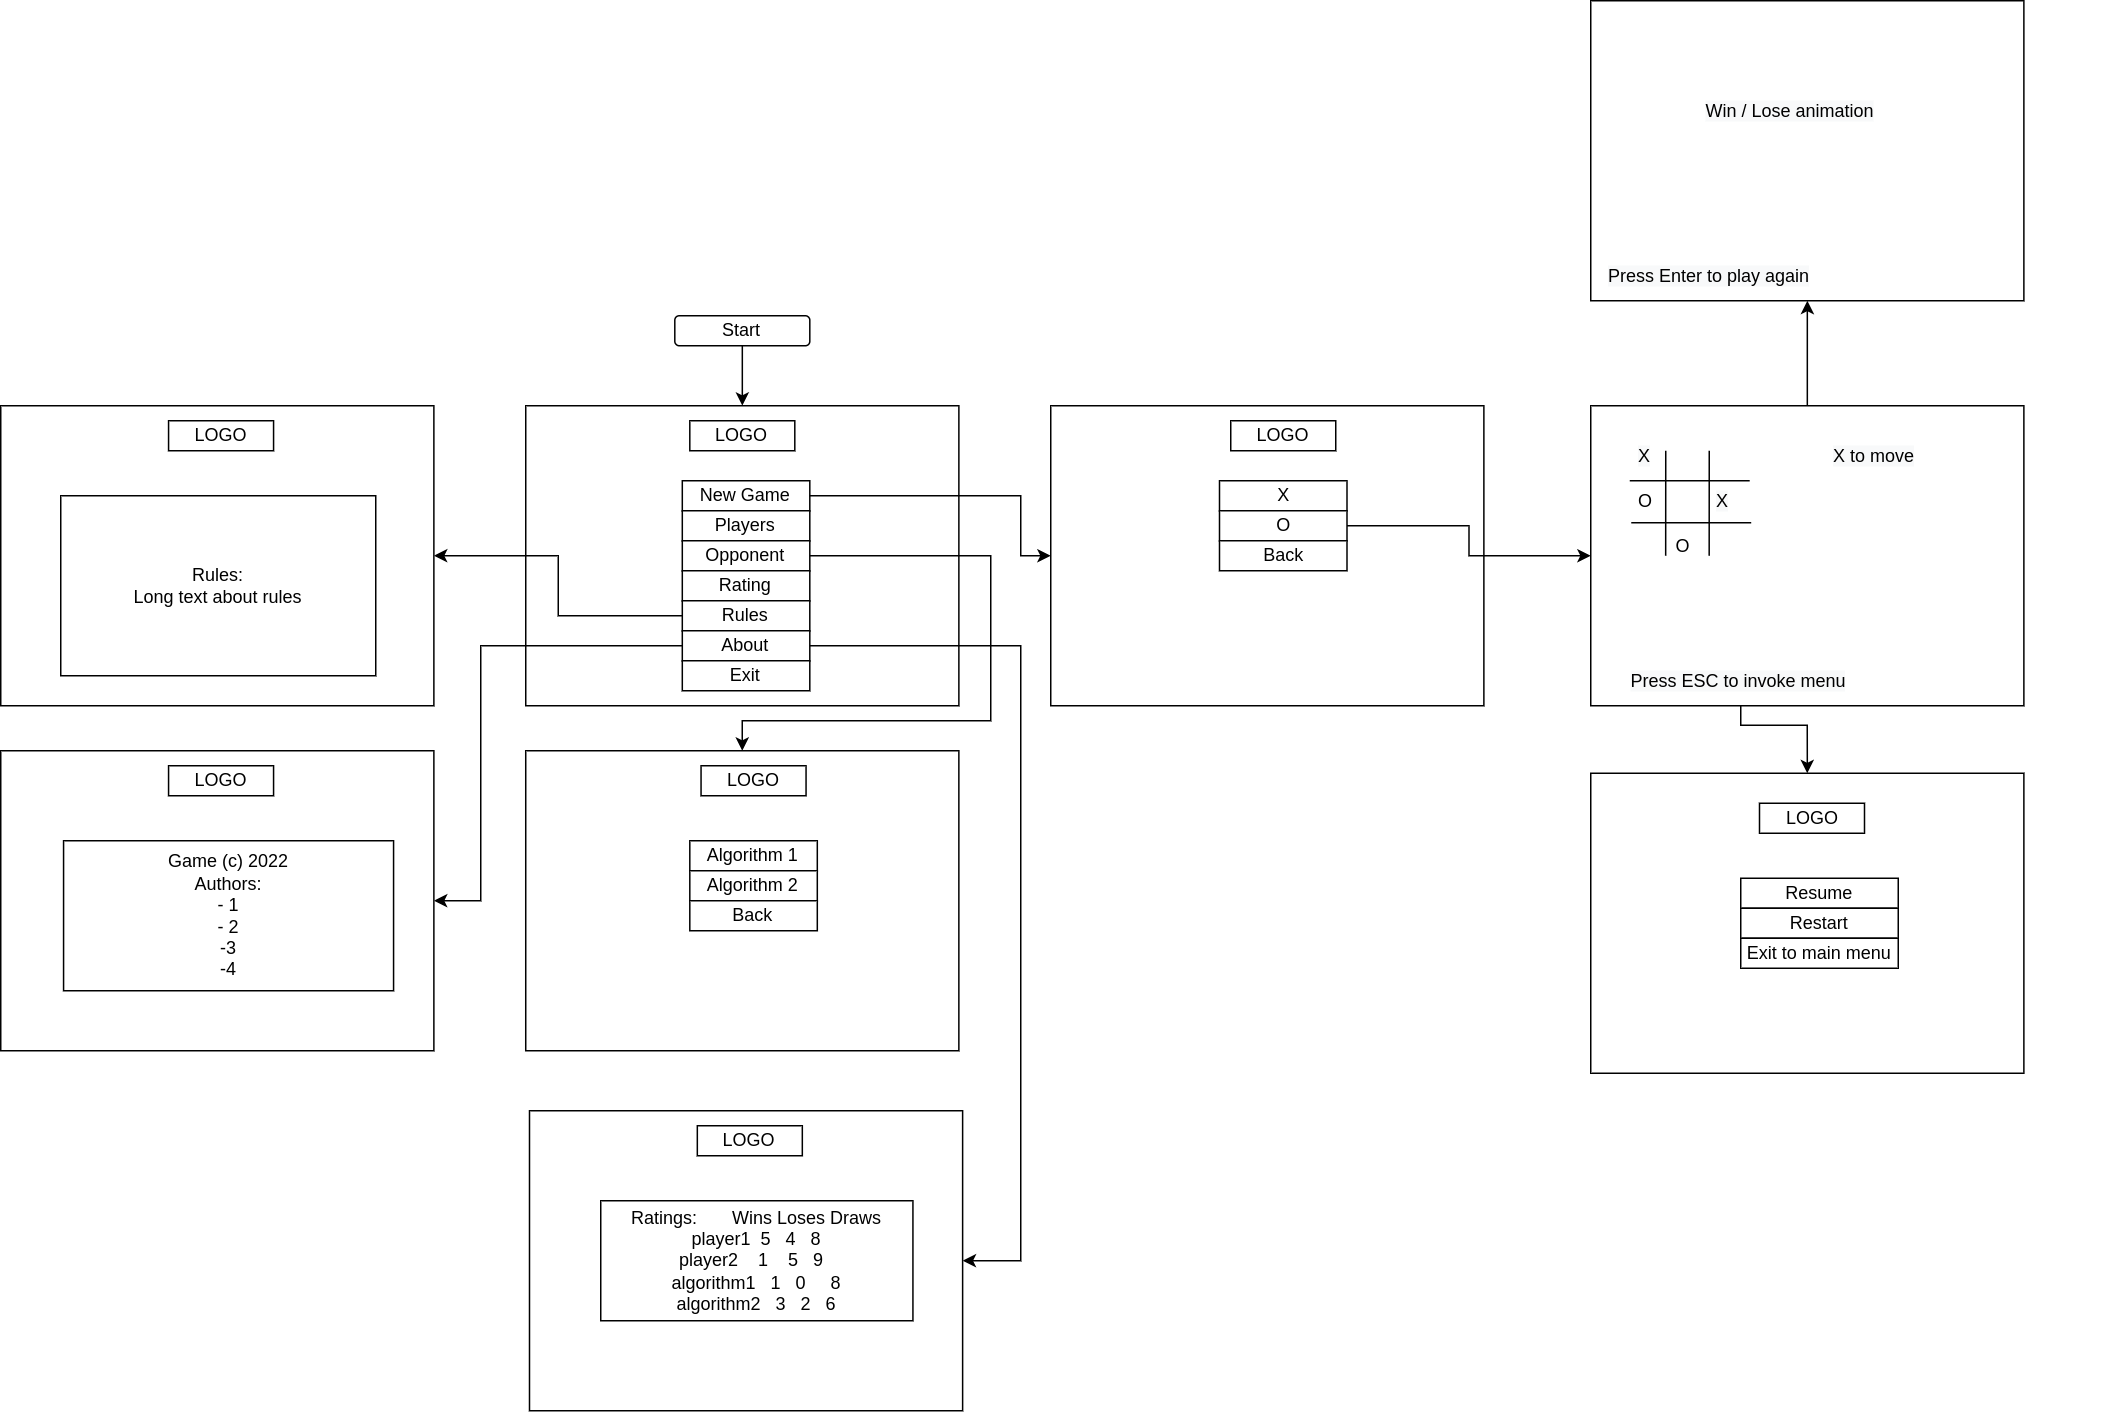 Win / Lose animation
Press Enter to play again
Start
LOGO
Rules:
Long text about rules
LOGO
New Game
Players
Opponent
Rating
Rules
About
Exit
LOGO
X
O
Back
X
X to move
O X
O
Press ESC to invoke menu
LOGO
Game (c) 2022
Authors:
- 1
- 2
-3
-4
LOGO
Algorithm 1
Algorithm 2
Back
LOGO
Resume
Restart
Exit to main menu
LOGO
Ratings: Wins Loses Draws
player1 5 4 8
player2 1 5 9
algorithm1 1 0 8
algorithm2 3 2 6